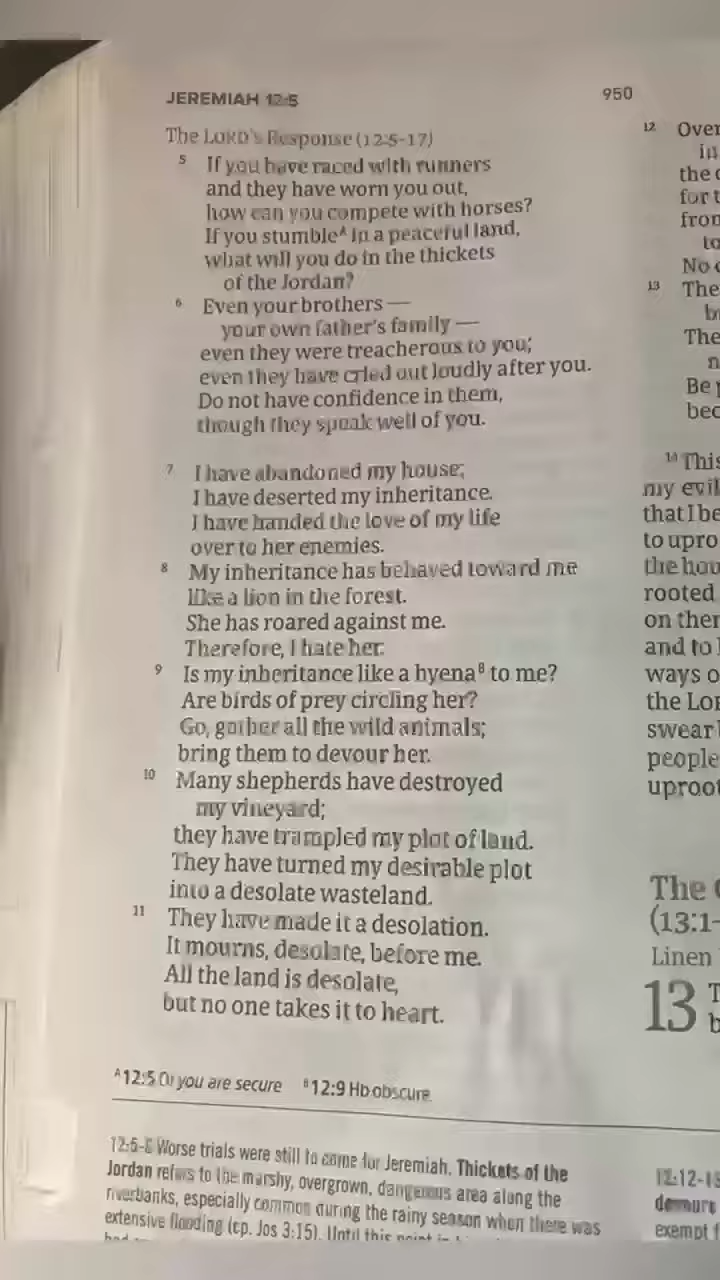 JEREMIAH 12:5
950
The LORD's Response (12:5-17)
5 If you have raced with runners
and they have worn you out,
how can you compete with horses?
If you stumbleA in a peaceful land,
what will you do in the thickets
of the Jordan?
6 Even your brothers —
your own father's family —
even they were treacherous to you;
even they have cried out loudly after you.
Do not have confidence in them,
though they speak well of you.
7 I have abandoned my house;
I have deserted my inheritance.
I have handed the love of my life
over to her enemies.
8 My inheritance has behaved toward me
like a lion in the forest.
She has roared against me.
Therefore, I hate her.
9 Is my inheritance like a hyenaB to me?
Are birds of prey circling her?
Go, gather all the wild animals;
bring them to devour her.
10 Many shepherds have destroyed
my vineyard;
they have trampled my plot of land.
They have turned my desirable plot
into a desolate wasteland.
11 They have made it a desolation.
It mourns, desolate, before me.
All the land is desolate,
but no one takes it to heart.
A12:5 Or you are secure B12:9 Hb obscure
12:5-6 Worse trials were still to come for Jeremiah. Thickets of the
Jordan refers to the marshy, overgrown, dangerous area along the
riverbanks, especially common during the rainy season when there was
extensive flooding (cp. Jos 3:15). Until this point in
12 Over
in
the
for t
from
to
No
13 The
b
The
n
Be
bec
14 This
my evil
that I be
to upro
the hou
rooted
on ther
and to
ways o
the LOR
swear
people
uproot
The
(13:1-
Linen
13 T
b
12:12-13
demure
exempt f